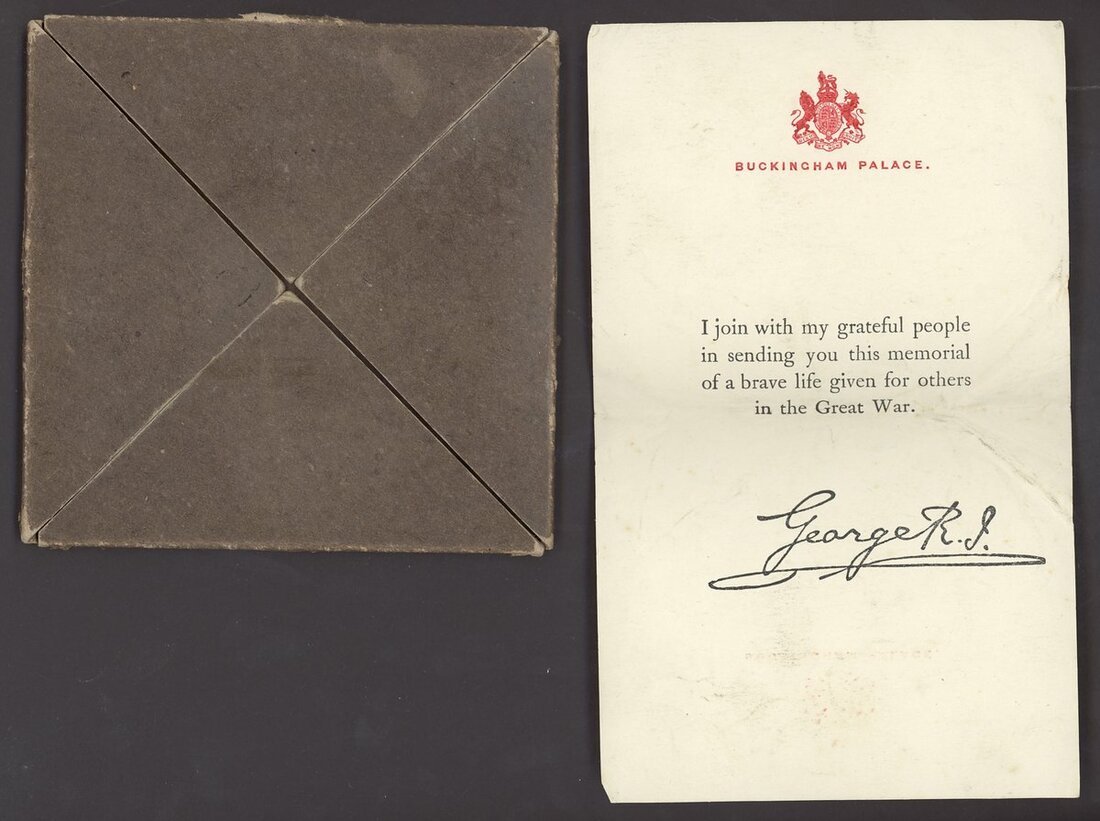 BUCKINGHAM PALACE.
I join with my grateful people
in sending you this memorial
of a brave life given for others
in the Great War.
George R.I.